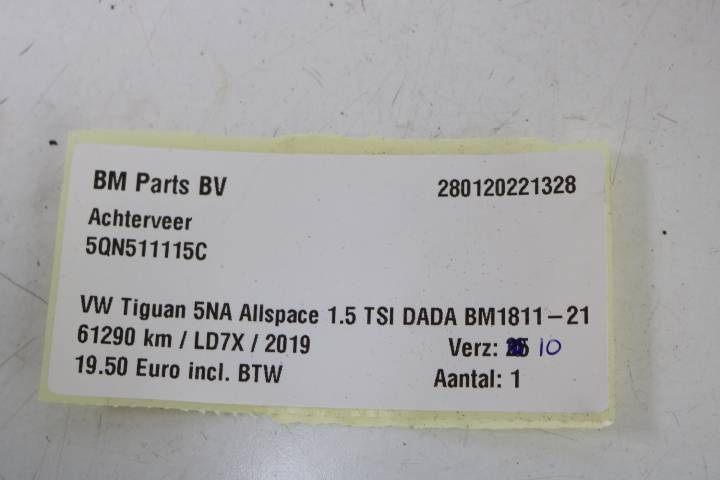 BM Parts BV 280120221328
Achterveer
5QN511115C
VW Tiguan 5NA Allspace 1.5 TSI DADA BM1811-21
61290 km / LD7X / 2019 Verz: 10
19.50 Euro incl. BTW Aantal: 1